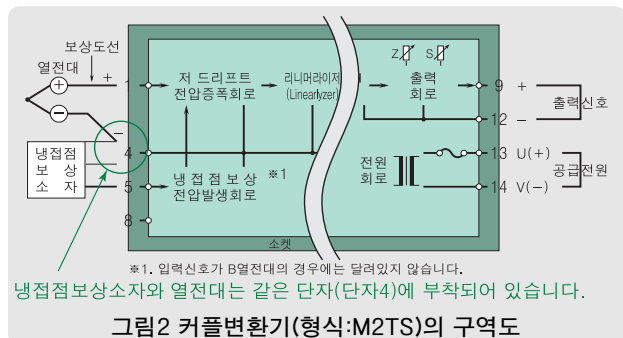 보상도선
열전대
+
+
−
−
냉접점
보 상
소 자
1
4
5
8
저 드리프트
전압증폭회로
리니머라이저
(Linearlyzer)
Z
S
출력
회로
냉 접 점 보 상
전압발생회로
※1
전원
회로
소켓
9 +
12 −
13 U(+)
14 V(−)
출력신호
공급전원
※1. 입력신호가 B열전대의 경우에는 달려있지 않습니다.
냉접점보상소자와 열전대는 같은 단자(단자4)에 부착되어 있습니다.
그림2 커플변환기(형식:M2TS)의 구역도